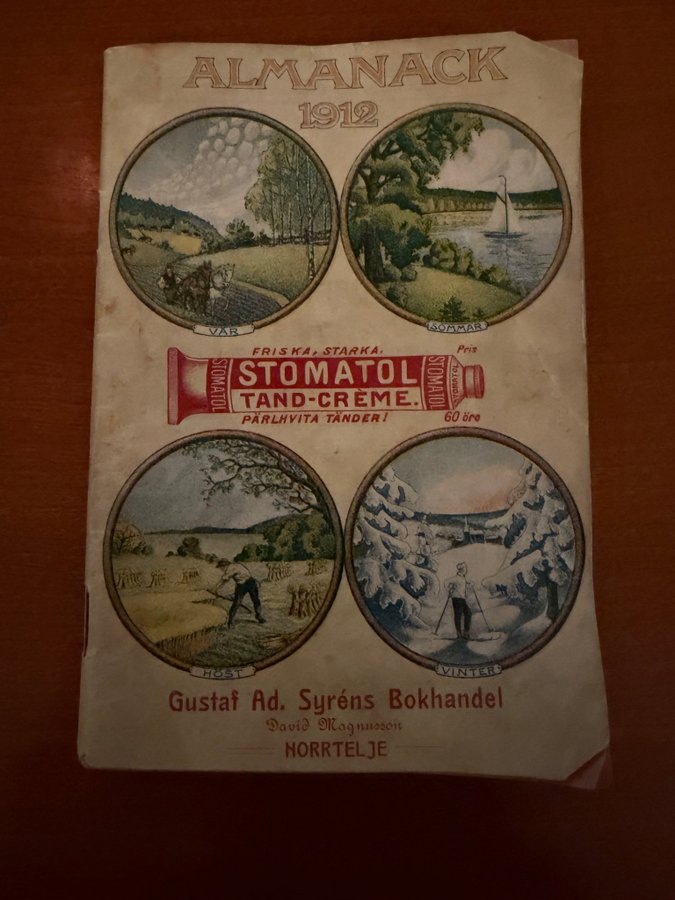 ALMANACK
1912
VÅR
SOMMAR
FRISKA, STARKA,
Pris
STOMATOL
STOMATOL
STOMATOL
STOMATOL
TAND-CRÈME.
PÄRLHVITA TÄNDER!
60 öre
HÖST
VINTER
Gustaf Ad. Syréns Bokhandel
David Magnusson
NORRTELJE